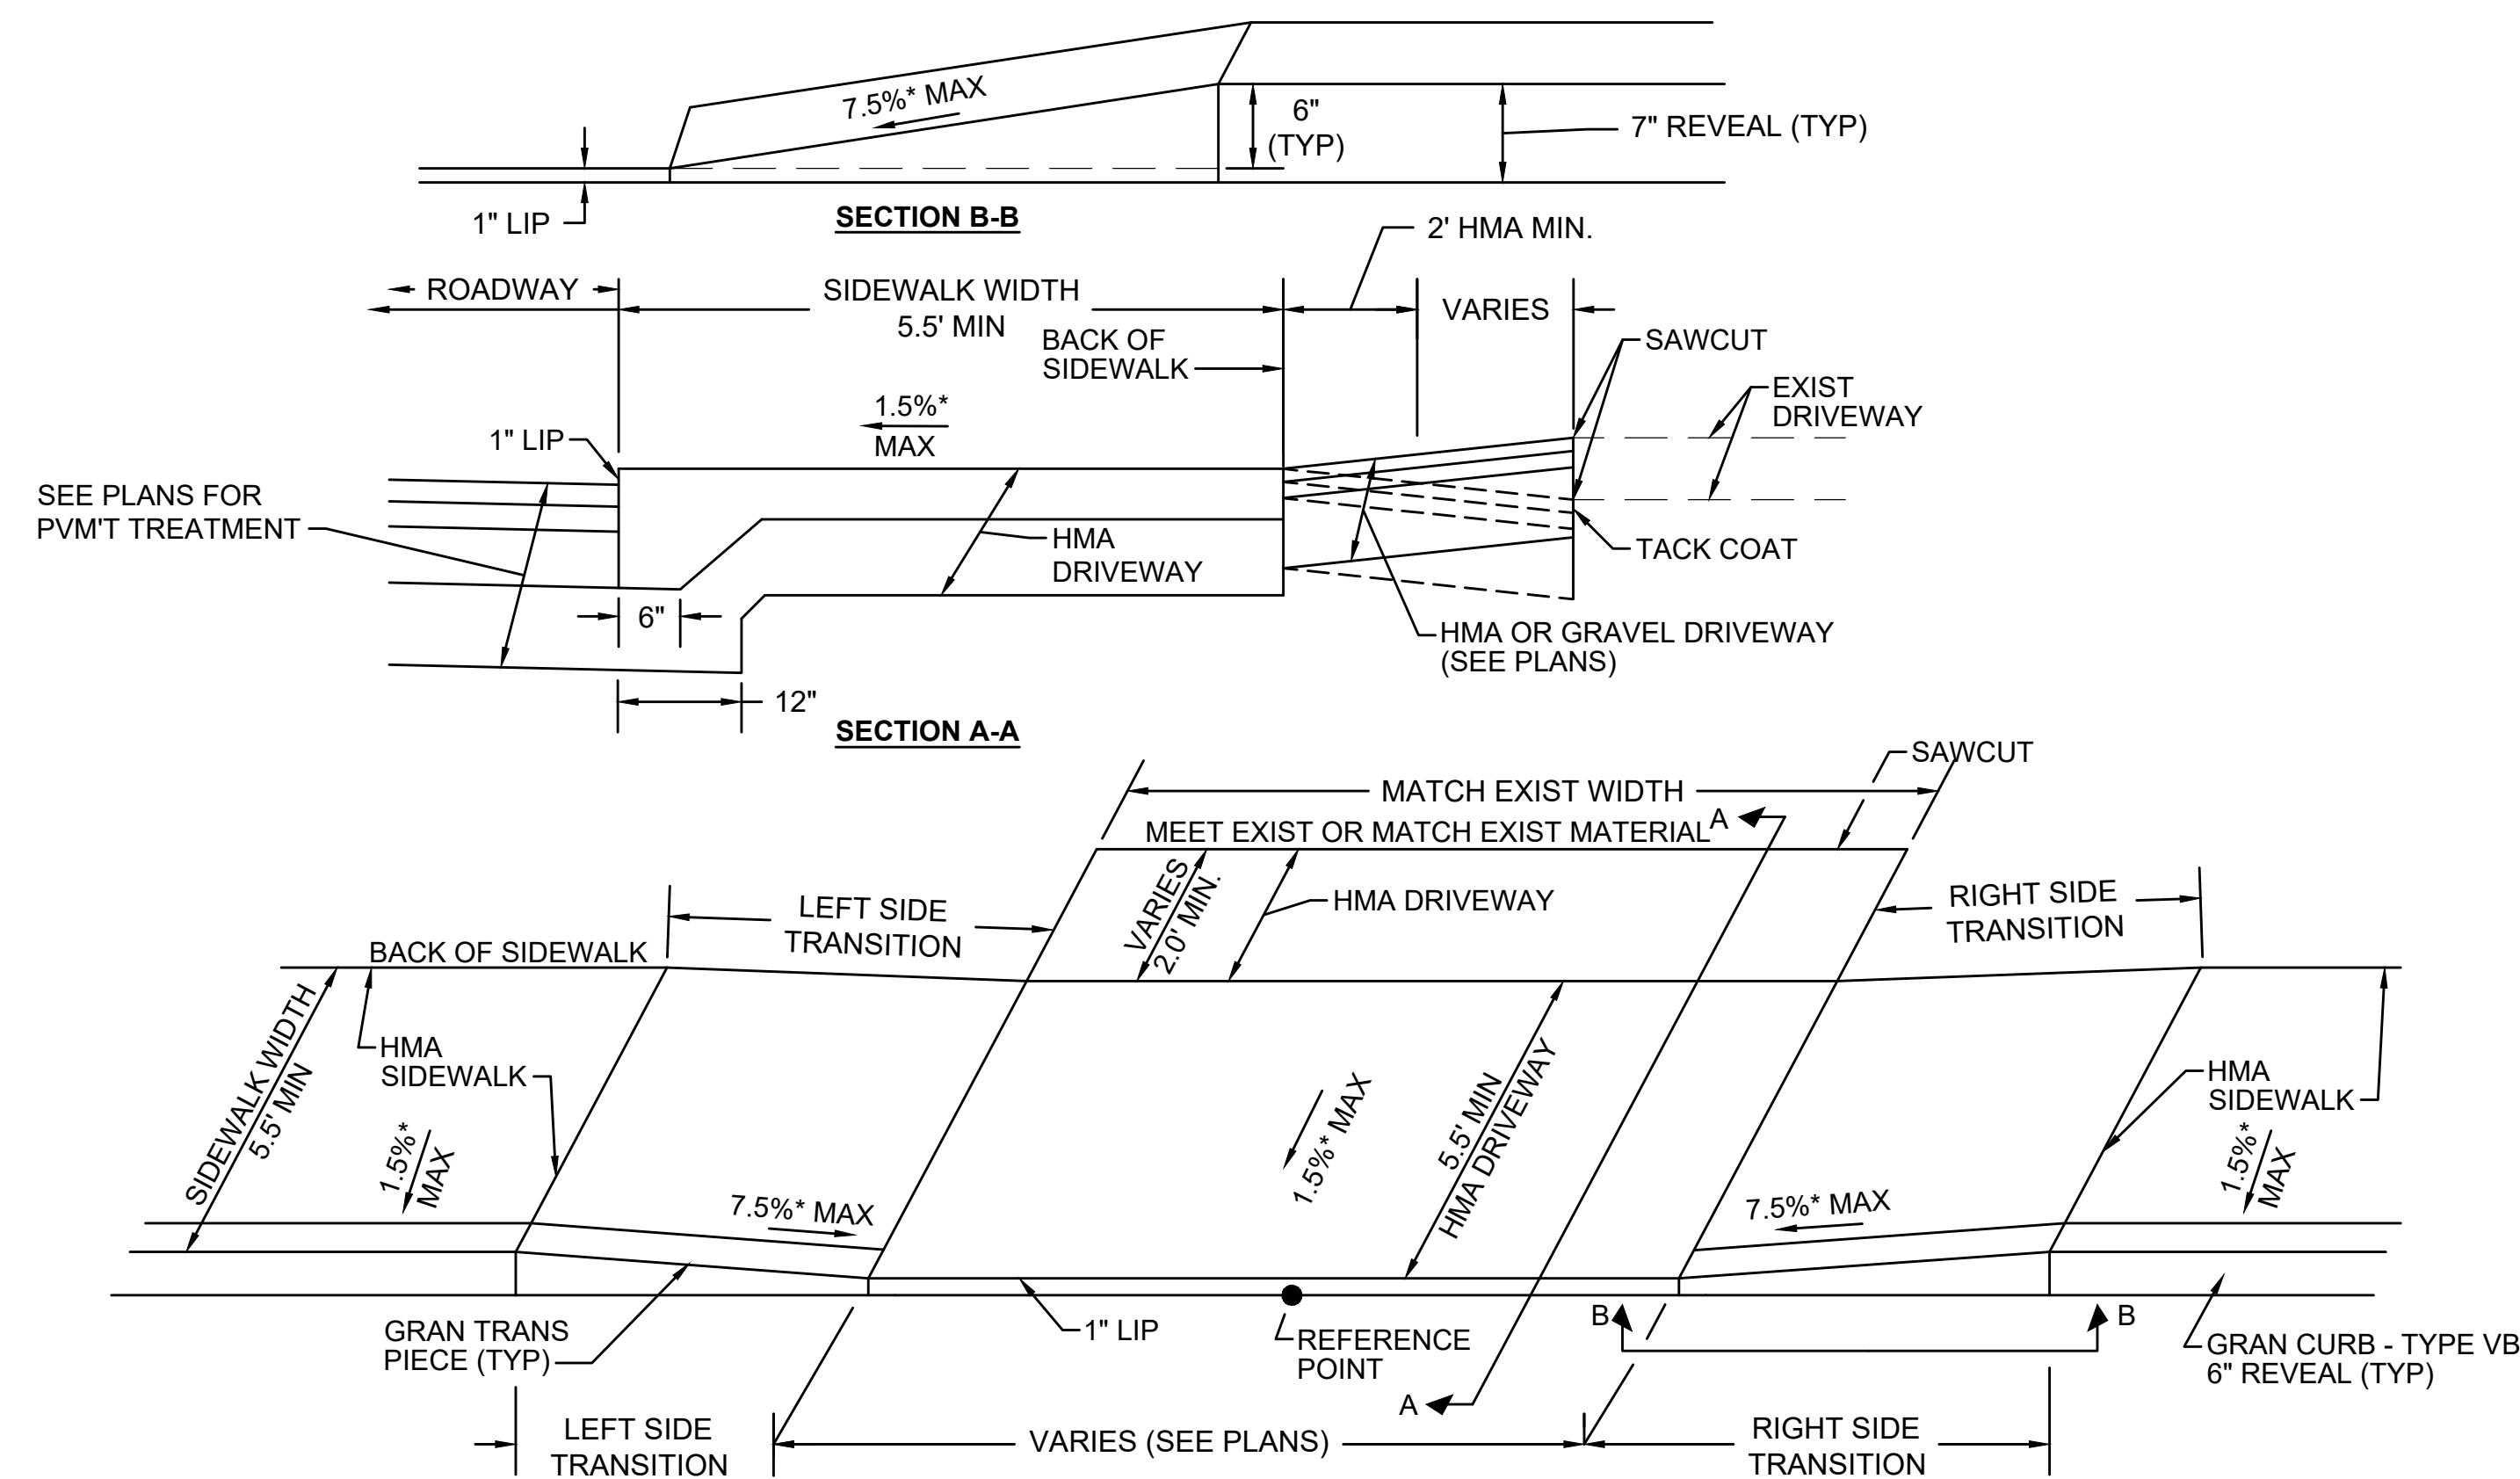 7.5%* MAX
6"
(TYP)
7" REVEAL (TYP)
1" LIP
SECTION B-B
2' HMA MIN.
ROADWAY
SIDEWALK WIDTH
5.5' MIN
VARIES
BACK OF
SIDEWALK
SAWCUT
EXIST
DRIVEWAY
1.5%*
MAX
1" LIP
SEE PLANS FOR
PVM'T TREATMENT
HMA
DRIVEWAY
TACK COAT
6"
HMA OR GRAVEL DRIVEWAY
(SEE PLANS)
12"
SECTION A-A
SAWCUT
MATCH EXIST WIDTH
A
MEET EXIST OR MATCH EXIST MATERIAL
VARIES
2.0' MIN.
HMA DRIVEWAY
LEFT SIDE
TRANSITION
RIGHT SIDE
TRANSITION
BACK OF SIDEWALK
SIDEWALK WIDTH
5.5' MIN
HMA
SIDEWALK
1.5%*
MAX
7.5%* MAX
1.5%* MAX
5.5' MIN
HMA DRIVEWAY
7.5%* MAX
HMA
SIDEWALK
1.5%*
MAX
GRAN TRANS
PIECE (TYP)
1" LIP
REFERENCE
POINT
B
B
GRAN CURB - TYPE VB
6" REVEAL (TYP)
A
LEFT SIDE
TRANSITION
VARIES (SEE PLANS)
RIGHT SIDE
TRANSITION